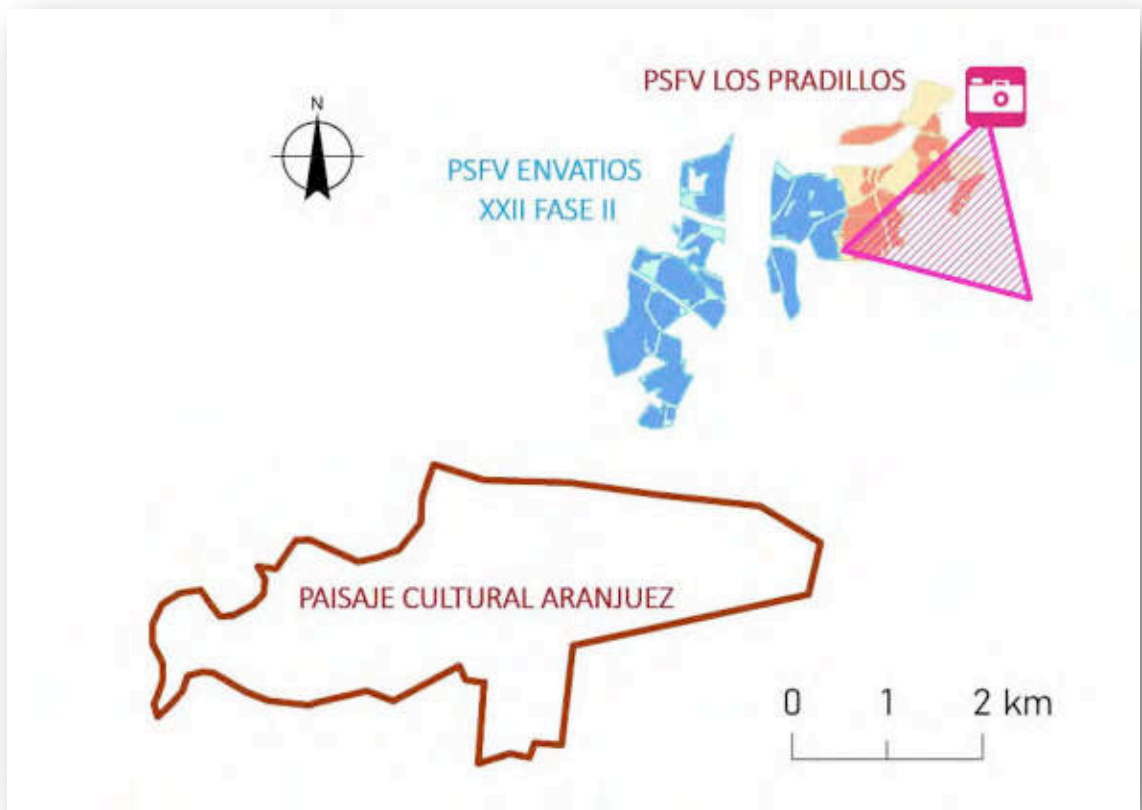 PSFV LOS PRADILLOS
N
PSFV ENVATIOS
XXII FASE II
PAISAJE CULTURAL ARANJUEZ
0 1 2 km